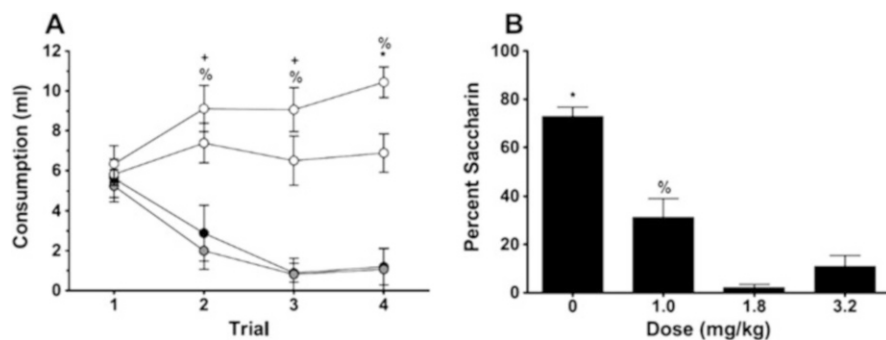 A
Consumption (ml)
12
10
8
6
4
2
0
+
%
+
%
%
*
1 2 3 4
Trial
B
Percent Saccharin
100
80
60
40
20
0
*
%
0 1.0 1.8 3.2
Dose (mg/kg)